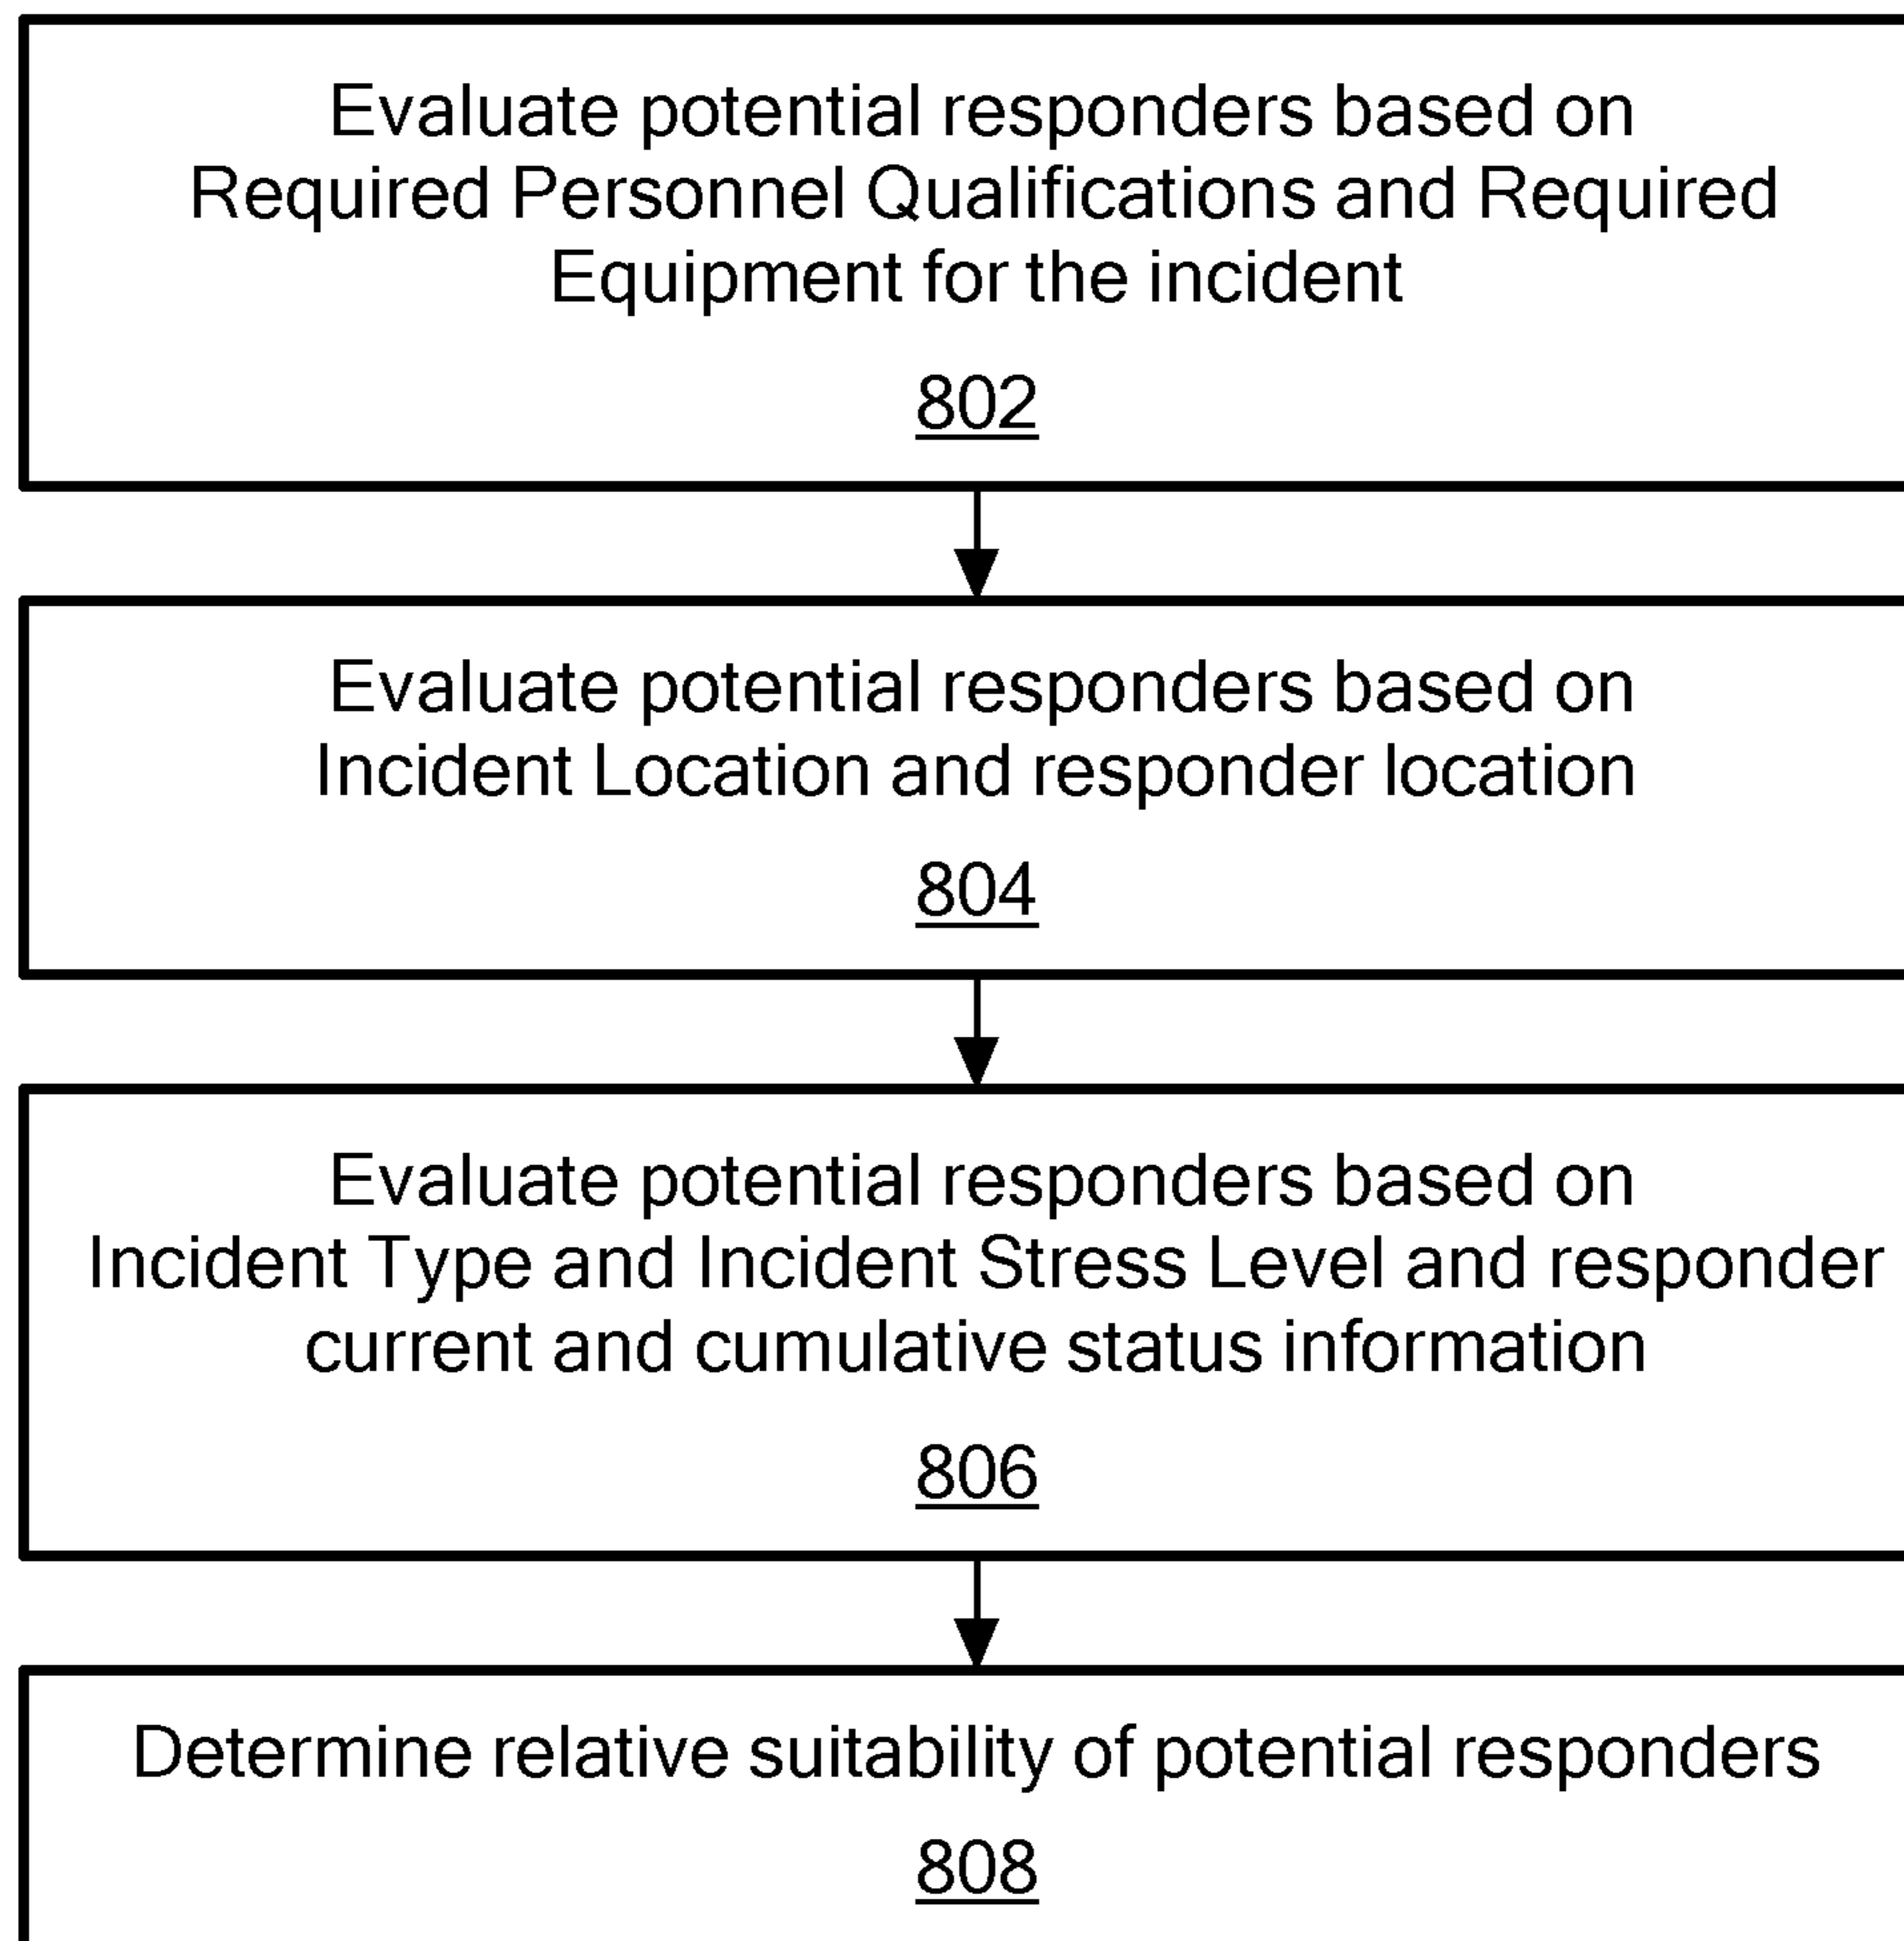 Evaluate potential responders based on
Required Personnel Qualifications and Required
Equipment for the incident
802
Evaluate potential responders based on
Incident Location and responder location
804
Evaluate potential responders based on
Incident Type and Incident Stress Level and responder
current and cumulative status information
806
Determine relative suitability of potential responders
808